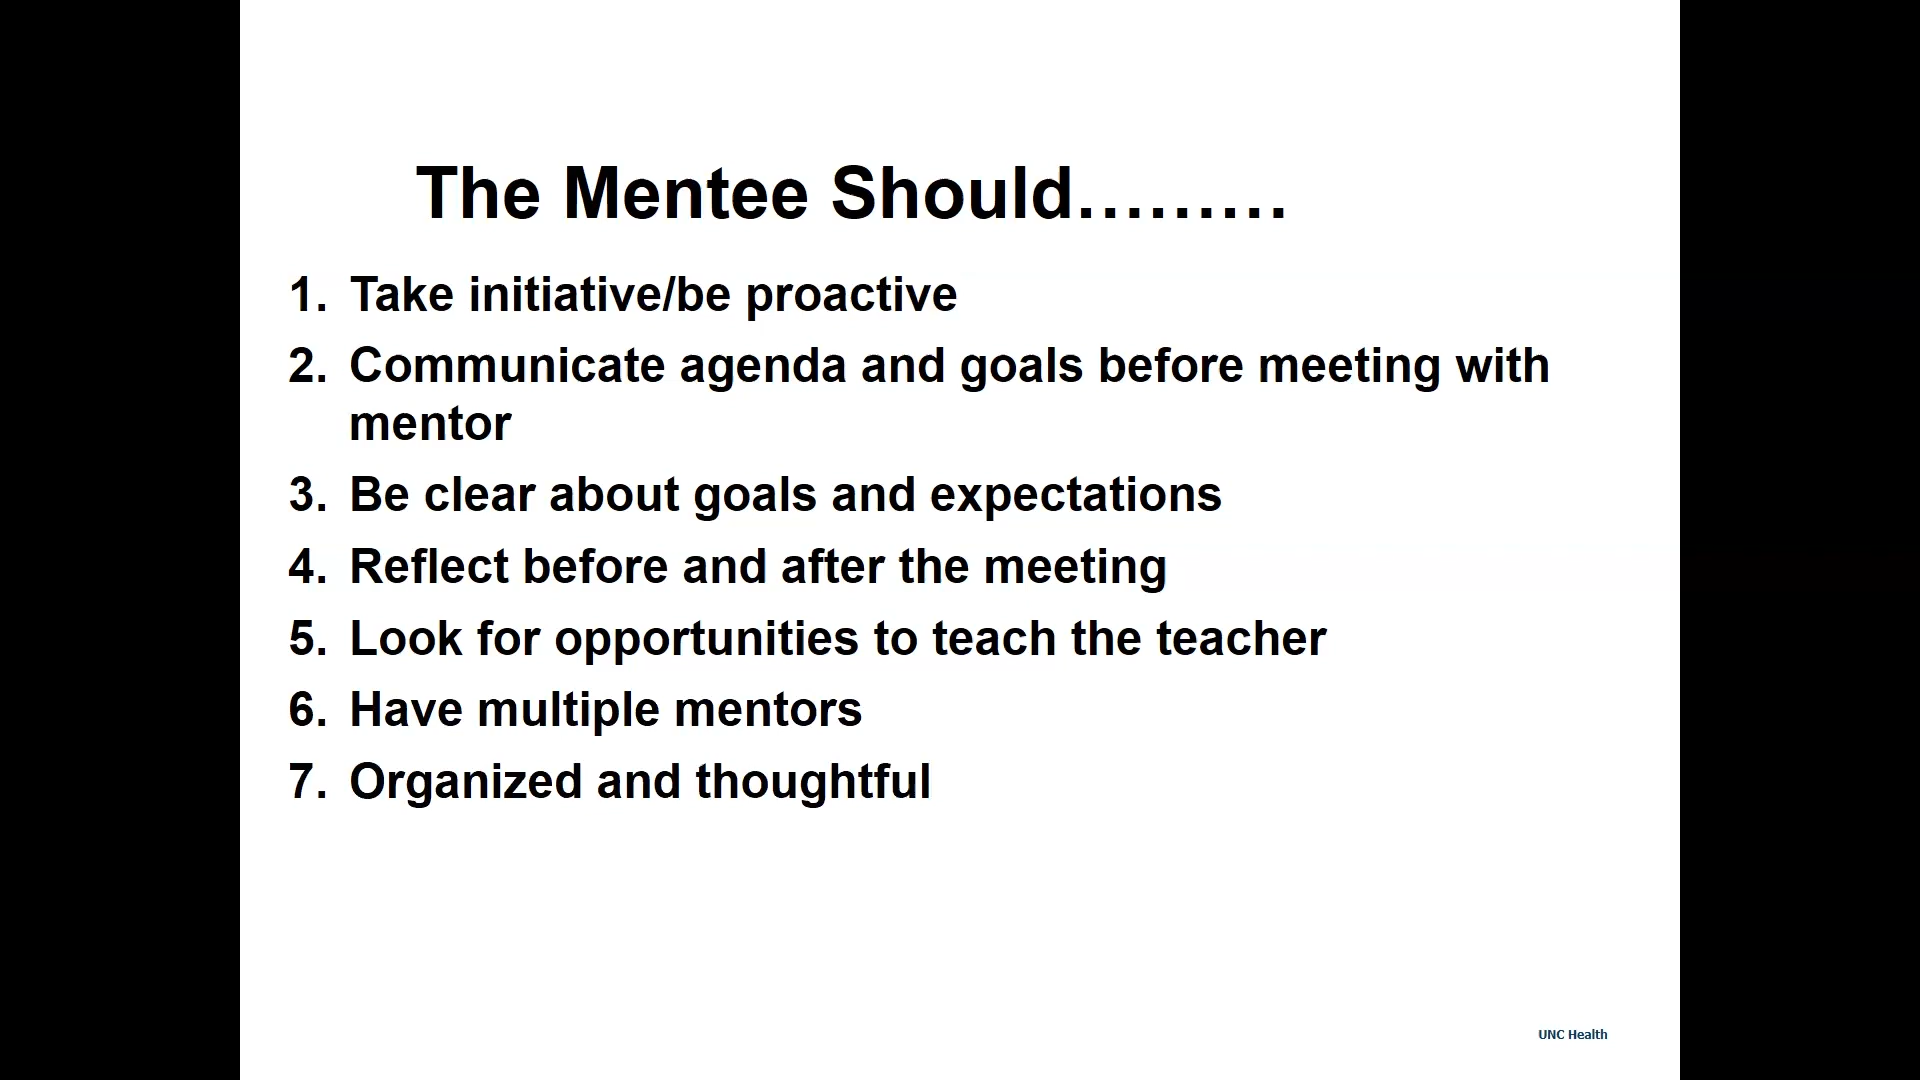 The Mentee Should………
1. Take initiative/be proactive
2. Communicate agenda and goals before meeting with
mentor
3. Be clear about goals and expectations
4. Reflect before and after the meeting
5. Look for opportunities to teach the teacher
6. Have multiple mentors
7. Organized and thoughtful
UNC Health